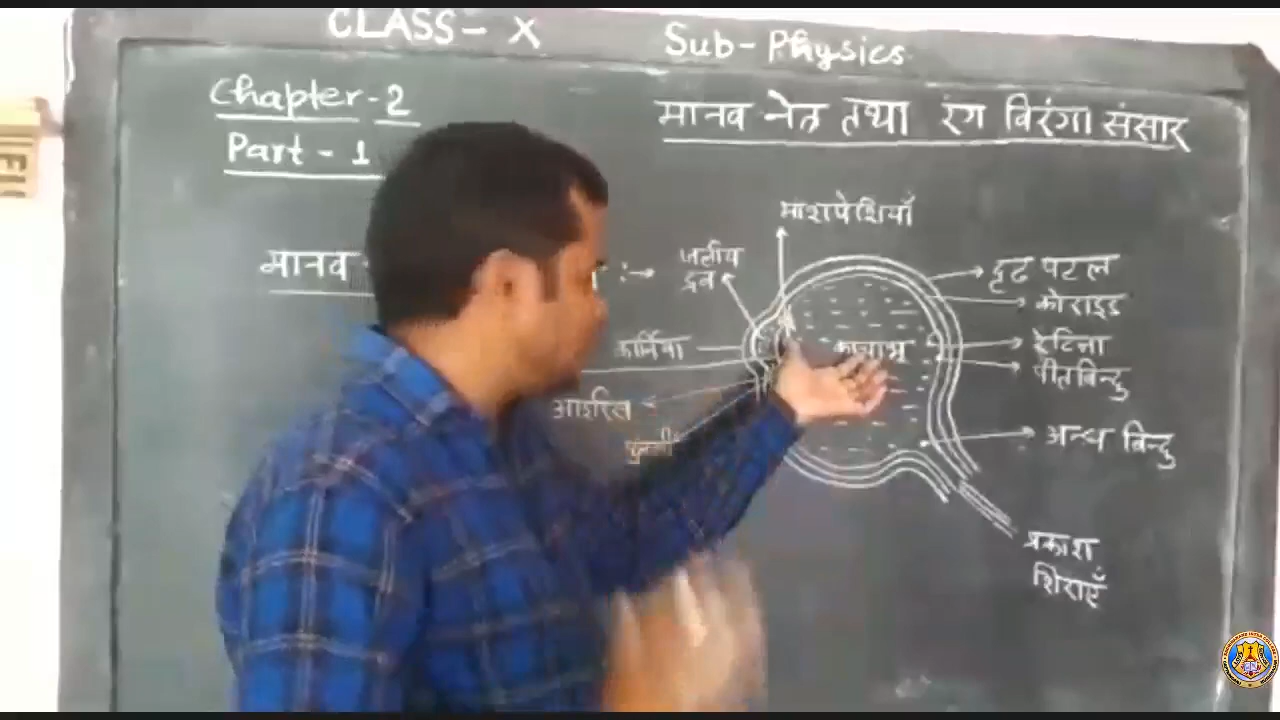 CLASS- X
Sub-Physics
Chapter-2
Part-1
मानव नेत्र तथा रंग बिरंगा संसार
मानव
:→
मांशपेशियाँ
जलीय
द्रव
दृढ़ पटल
कोराइड
कार्निया
काचाभ
रेटिना
पीतबिन्दु
आइरिस
पुतली
अन्ध बिन्दु
प्रकाश
शिराएँ